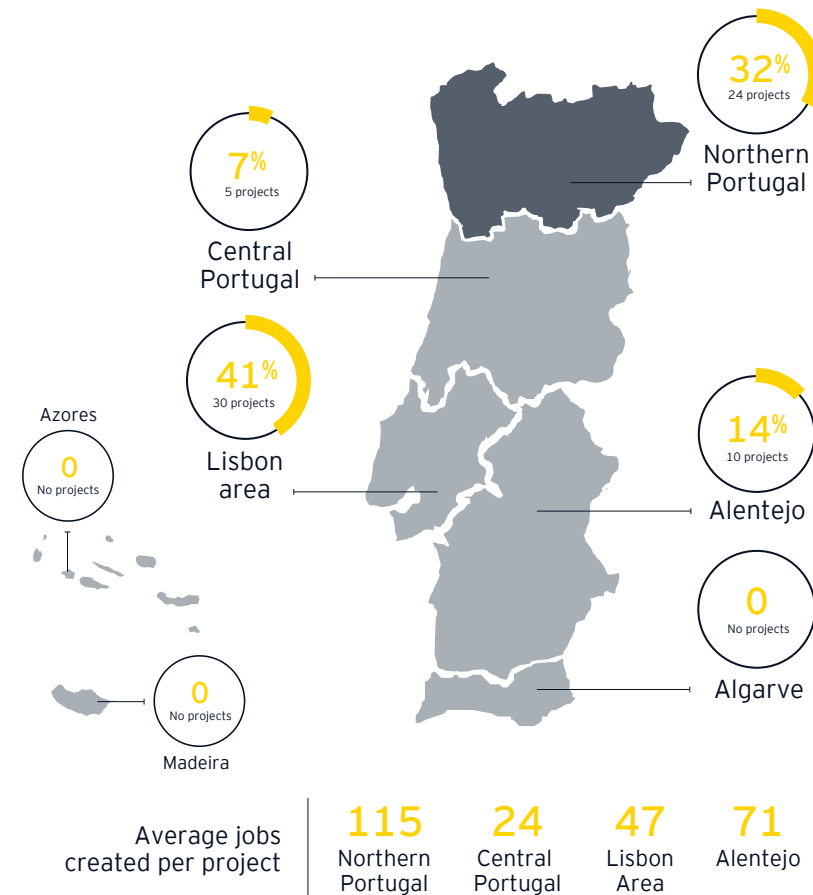 32%
24 projects
Northern
Portugal
7%
5 projects
Central
Portugal
41%
30 projects
Lisbon
area
Azores
0
No projects
14%
10 projects
Alentejo
0
No projects
Algarve
0
No projects
Madeira
Average jobs
created per project
115
Northern
Portugal
24
Central
Portugal
47
Lisbon
Area
71
Alentejo